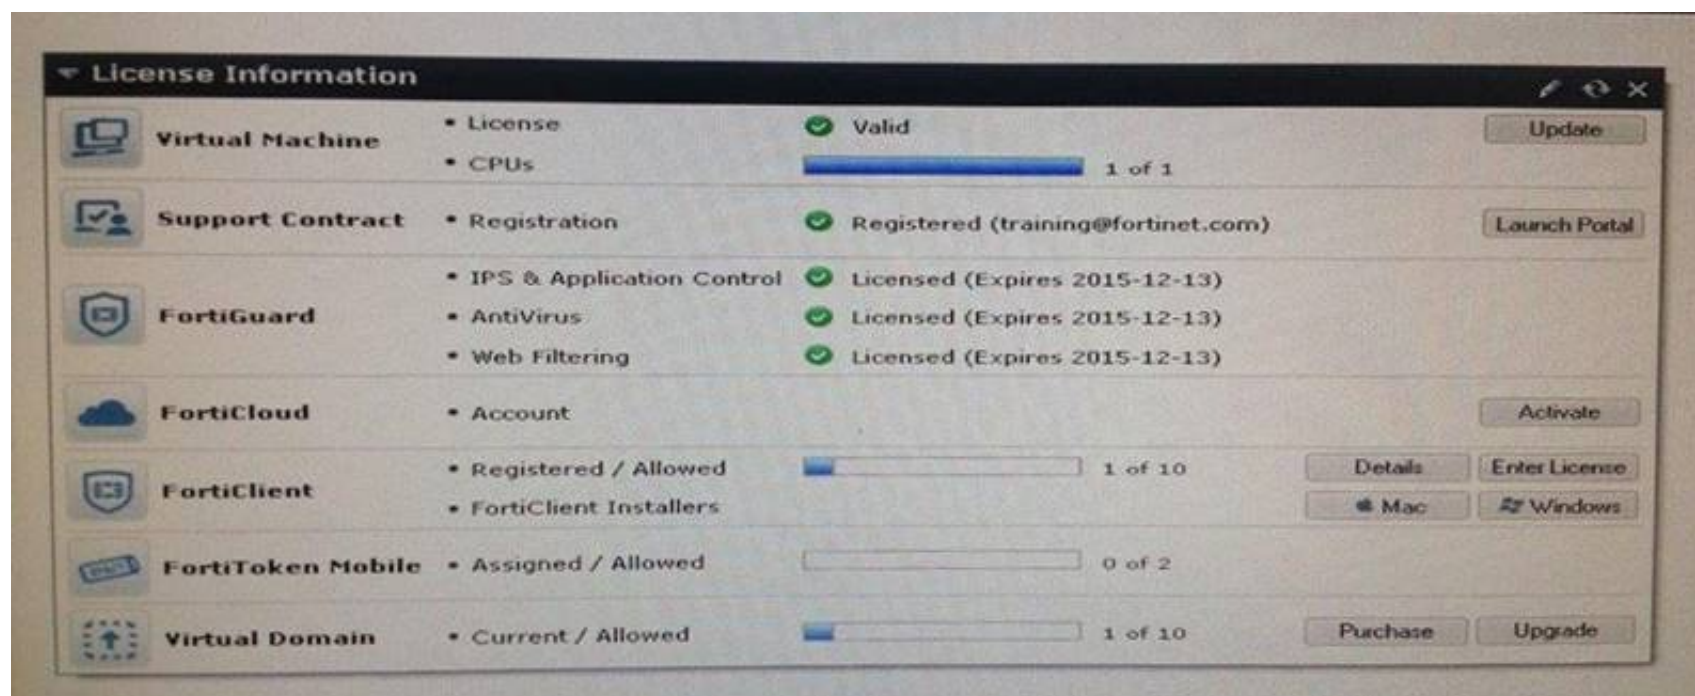 License Information
Virtual Machine
• License Valid Update
• CPUs 1 of 1
Support Contract • Registration Registered (training@fortinet.com) Launch Portal
• IPS & Application Control Licensed (Expires 2015-12-13)
FortiGuard • AntiVirus Licensed (Expires 2015-12-13)
• Web Filtering Licensed (Expires 2015-12-13)
FortiCloud • Account Activate
FortiClient
• Registered / Allowed 1 of 10 Details Enter License
• FortiClient Installers Mac Windows
FortiToken Mobile • Assigned / Allowed 0 of 2
Virtual Domain • Current / Allowed 1 of 10 Purchase Upgrade